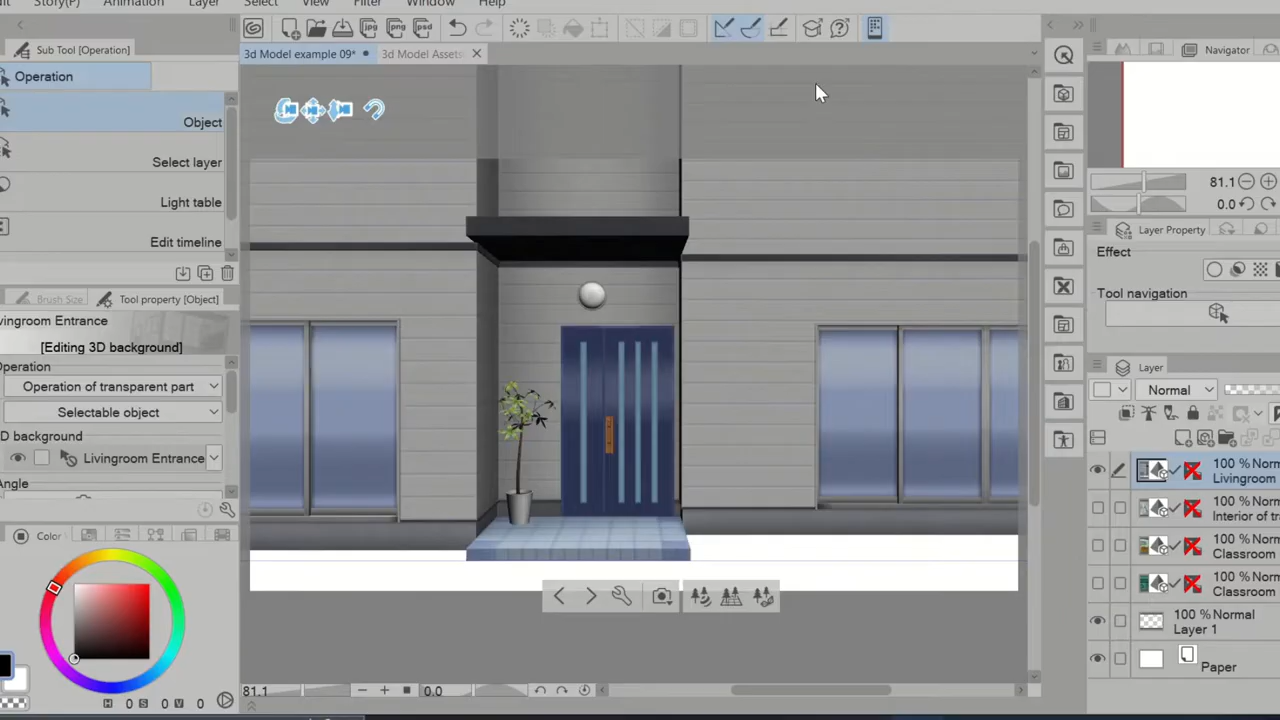 Story(P) Animation Layer Select View Filter Window Help
Sub Tool [Operation]
jpg png psd
3d Model example 09* 3d Model Assets
Navigator
Operation
Object
Select layer
Light table
Edit timeline
81.1
0.0
Layer Property
Effect
Tool navigation
Brush Size Tool property [Object]
vingroom Entrance
[Editing 3D background]
Operation
Operation of transparent part
Selectable object
D background
Livingroom Entrance
Angle
Layer
Normal
Color
100 % Norm
Livingroom
100 % Norm
Interior of tr
100 % Norm
Classroom
100 % Norm
Classroom
100 % Normal
Layer 1
Paper
H 0 S 0 V 0
81.1 0.0